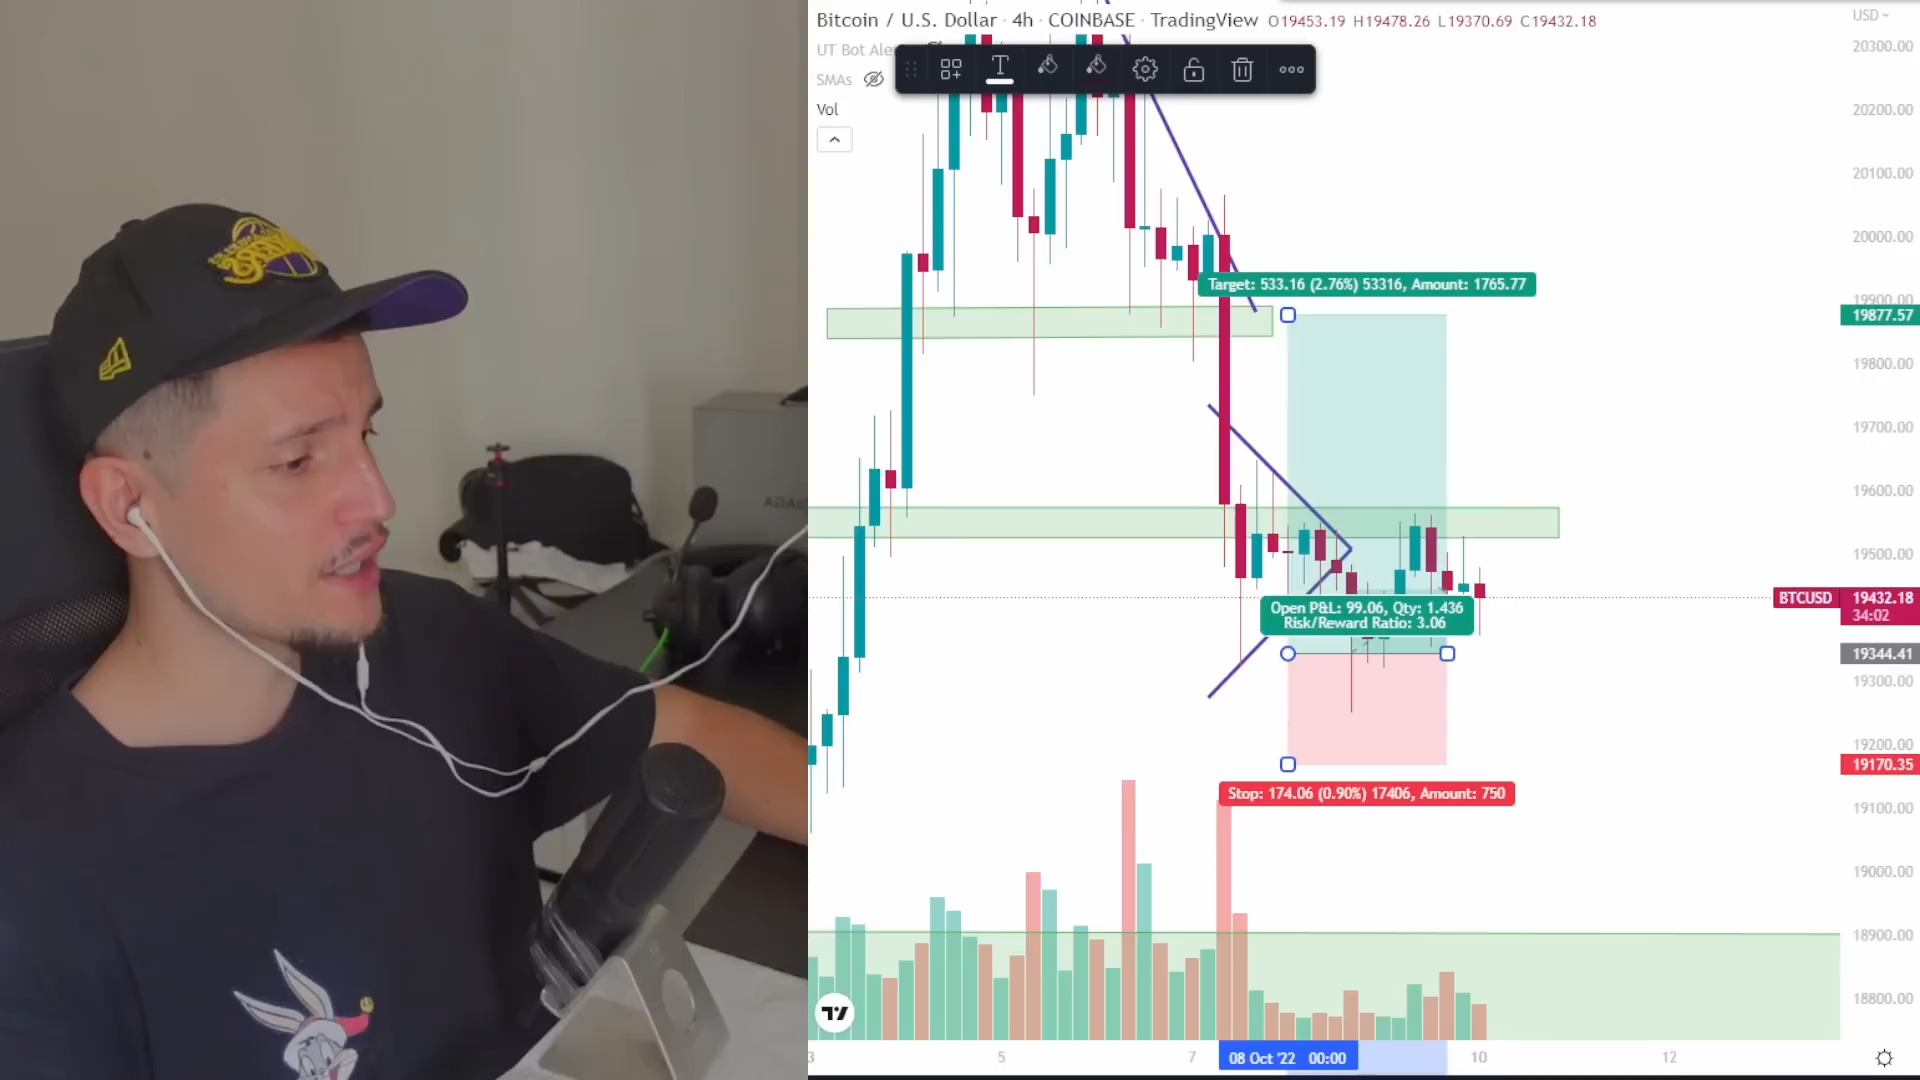 Bitcoin / U.S. Dollar · 4h · COINBASE · TradingView O19453.19 H19478.26 L19370.69 C19432.18
USD
UT Bot Ale
SMAs
Vol
20300.00
20200.00
20100.00
20000.00
Target: 533.16 (2.76%) 53316, Amount: 1765.77
19900.00
19877.57
19800.00
19700.00
19600.00
19500.00
BTCUSD 19432.18
34:02
Open P&L: 99.06, Qty: 1.436
Risk/Reward Ratio: 3.06
19344.41
19300.00
19200.00
19170.35
Stop: 174.06 (0.90%) 17406, Amount: 750
19100.00
19000.00
18900.00
18800.00
3 5 7 08 Oct '22 00:00 10 12